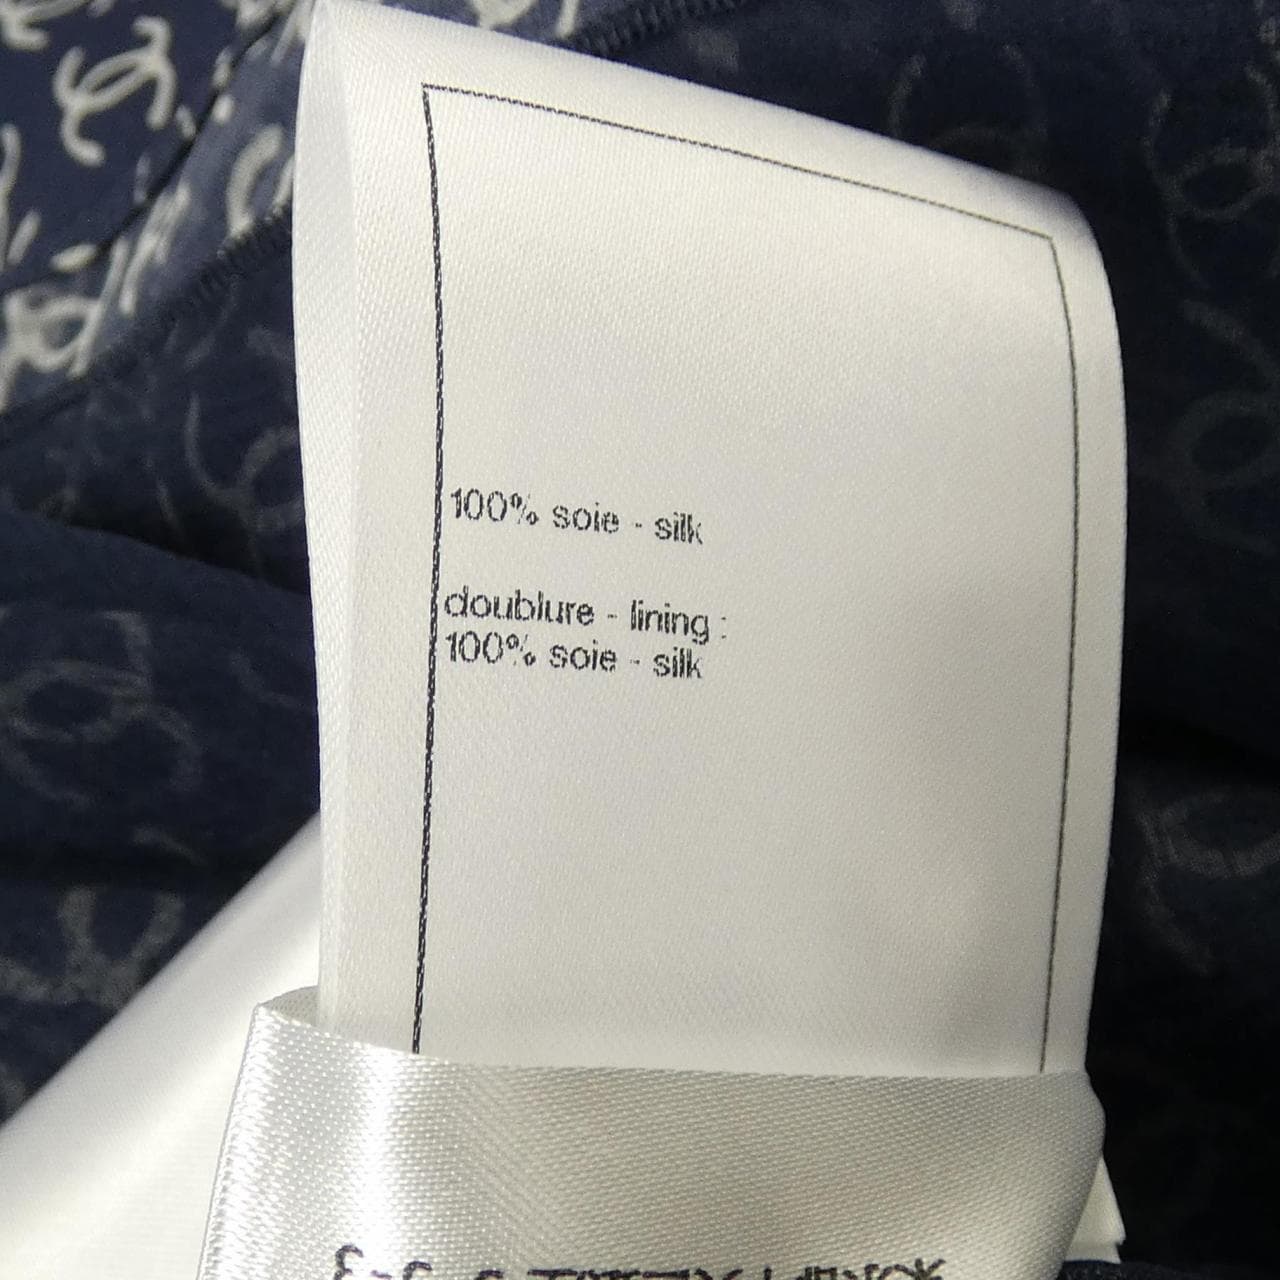 100% soie - silk
doublure - lining :
100% soie - silk